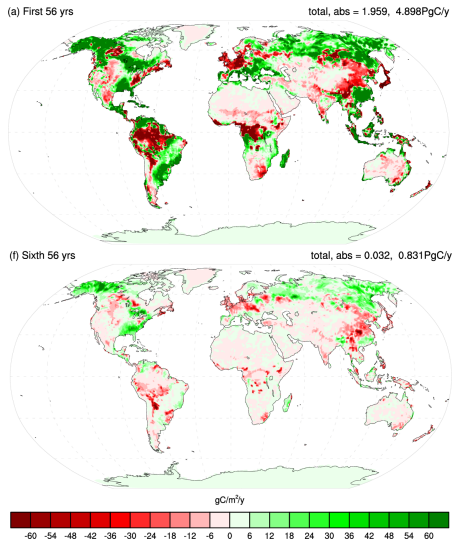 (a) First 56 yrs total, abs = 1.959, 4.898PgC/y
(f) Sixth 56 yrs total, abs = 0.032, 0.831PgC/y
gC/m²/y
-60 -54 -48 -42 -36 -30 -24 -18 -12 -6 0 6 12 18 24 30 36 42 48 54 60